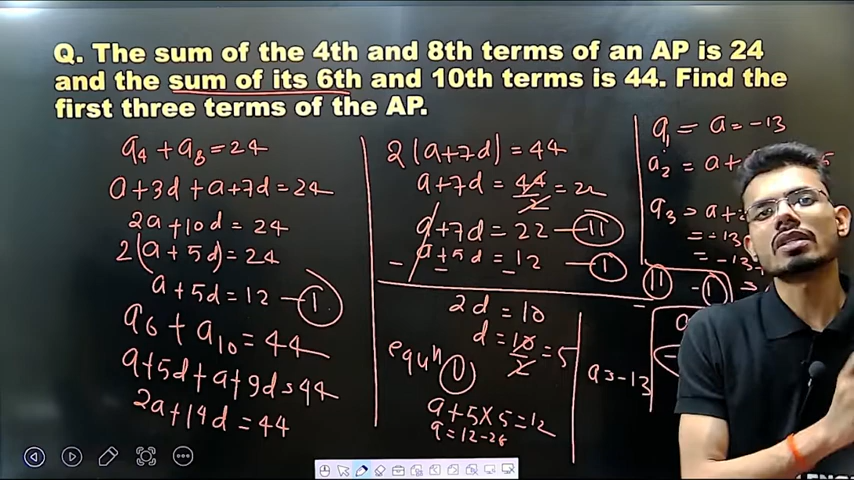 Q. The sum of the 4th and 8th terms of an AP is 24
and the sum of its 6th and 10th terms is 44. Find the
first three terms of the AP.
a4 + a8 = 24
a+3d + a+7d = 24
2a+10d = 24
2(a+5d) = 24
a+5d = 12 — I
a6 + a10 = 44
a+5d+a+9d = 44
2a+14d = 44
2(a+7d) = 44
a+7d = 44/2 = 22
a+7d = 22 — II
- a+5d = 12 — I
2d = 10
d = 10/2 = 5
equn I
a+5×5 = 12
a = 12-25
a = -13
a1 = a = -13
a2 = a+
a3 = a+2
= -13
= -13
II - I